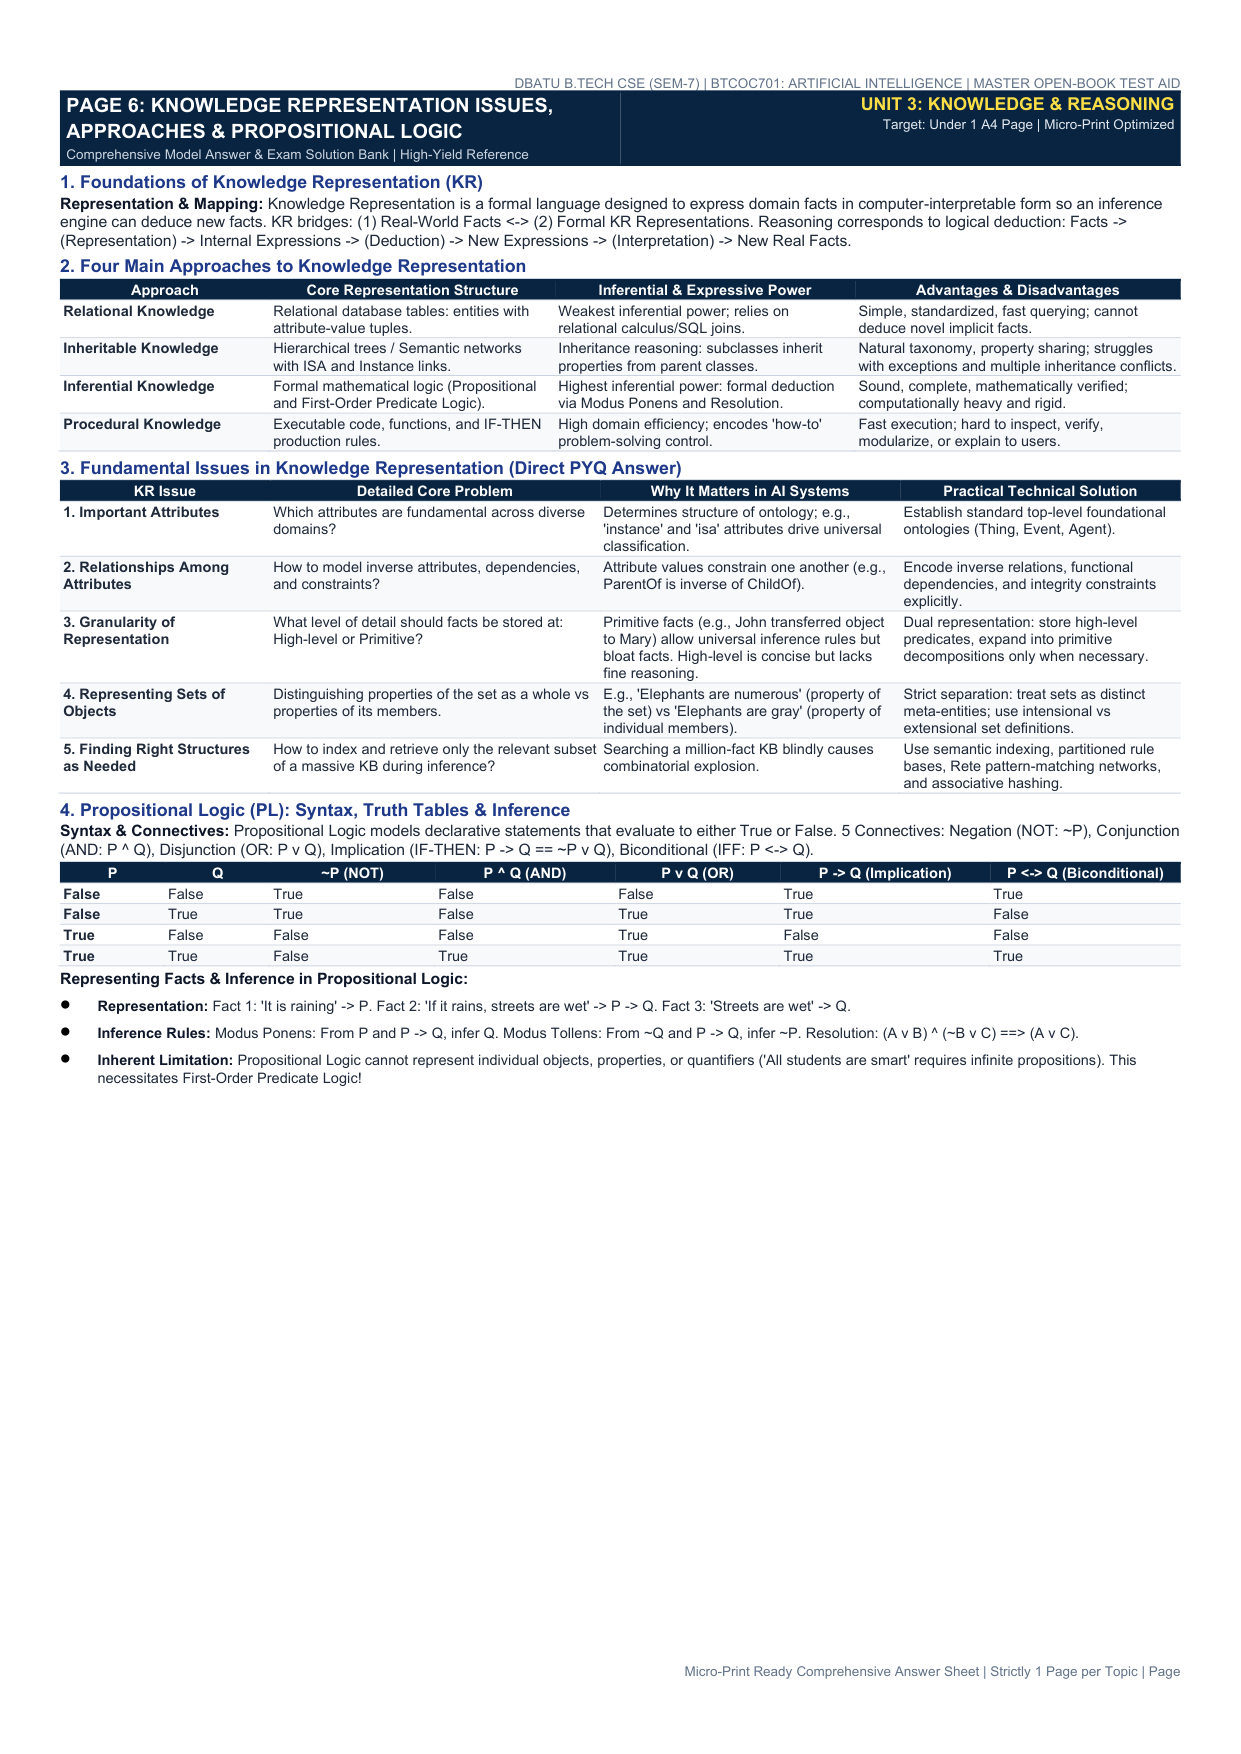 DBATU B.TECH CSE (SEM-7) | BTCOC701: ARTIFICIAL INTELLIGENCE | MASTER OPEN-BOOK TEST AID
PAGE 6: KNOWLEDGE REPRESENTATION ISSUES,
APPROACHES & PROPOSITIONAL LOGIC
Comprehensive Model Answer & Exam Solution Bank | High-Yield Reference
UNIT 3: KNOWLEDGE & REASONING
Target: Under 1 A4 Page | Micro-Print Optimized
1. Foundations of Knowledge Representation (KR)
Representation & Mapping: Knowledge Representation is a formal language designed to express domain facts in computer-interpretable form so an inference
engine can deduce new facts. KR bridges: (1) Real-World Facts <-> (2) Formal KR Representations. Reasoning corresponds to logical deduction: Facts ->
(Representation) -> Internal Expressions -> (Deduction) -> New Expressions -> (Interpretation) -> New Real Facts.
2. Four Main Approaches to Knowledge Representation
Approach Core Representation Structure Inferential & Expressive Power Advantages & Disadvantages
Relational Knowledge Relational database tables: entities with Weakest inferential power; relies on Simple, standardized, fast querying; cannot
attribute-value tuples. relational calculus/SQL joins. deduce novel implicit facts.
Inheritable Knowledge Hierarchical trees / Semantic networks Inheritance reasoning: subclasses inherit Natural taxonomy, property sharing; struggles
with ISA and Instance links. properties from parent classes. with exceptions and multiple inheritance conflicts.
Inferential Knowledge Formal mathematical logic (Propositional Highest inferential power: formal deduction Sound, complete, mathematically verified;
and First-Order Predicate Logic). via Modus Ponens and Resolution. computationally heavy and rigid.
Procedural Knowledge Executable code, functions, and IF-THEN High domain efficiency; encodes 'how-to' Fast execution; hard to inspect, verify,
production rules. problem-solving control. modularize, or explain to users.
3. Fundamental Issues in Knowledge Representation (Direct PYQ Answer)
KR Issue Detailed Core Problem Why It Matters in AI Systems Practical Technical Solution
1. Important Attributes Which attributes are fundamental across diverse Determines structure of ontology; e.g., Establish standard top-level foundational
domains? 'instance' and 'isa' attributes drive universal ontologies (Thing, Event, Agent).
classification.
2. Relationships Among How to model inverse attributes, dependencies, Attribute values constrain one another (e.g., Encode inverse relations, functional
Attributes and constraints? ParentOf is inverse of ChildOf). dependencies, and integrity constraints
explicitly.
3. Granularity of What level of detail should facts be stored at: Primitive facts (e.g., John transferred object Dual representation: store high-level
Representation High-level or Primitive? to Mary) allow universal inference rules but predicates, expand into primitive
bloat facts. High-level is concise but lacks decompositions only when necessary.
fine reasoning.
4. Representing Sets of Distinguishing properties of the set as a whole vs E.g., 'Elephants are numerous' (property of Strict separation: treat sets as distinct
Objects properties of its members. the set) vs 'Elephants are gray' (property of meta-entities; use intensional vs
individual members). extensional set definitions.
5. Finding Right Structures How to index and retrieve only the relevant subset Searching a million-fact KB blindly causes Use semantic indexing, partitioned rule
as Needed of a massive KB during inference? combinatorial explosion. bases, Rete pattern-matching networks,
and associative hashing.
4. Propositional Logic (PL): Syntax, Truth Tables & Inference
Syntax & Connectives: Propositional Logic models declarative statements that evaluate to either True or False. 5 Connectives: Negation (NOT: ~P), Conjunction
(AND: P ^ Q), Disjunction (OR: P v Q), Implication (IF-THEN: P -> Q == ~P v Q), Biconditional (IFF: P <-> Q).
P Q ~P (NOT) P ^ Q (AND) P v Q (OR) P -> Q (Implication) P <-> Q (Biconditional)
False False True False False True True
False True True False True True False
True False False False True False False
True True False True True True True
Representing Facts & Inference in Propositional Logic:
● Representation: Fact 1: 'It is raining' -> P. Fact 2: 'If it rains, streets are wet' -> P -> Q. Fact 3: 'Streets are wet' -> Q.
● Inference Rules: Modus Ponens: From P and P -> Q, infer Q. Modus Tollens: From ~Q and P -> Q, infer ~P. Resolution: (A v B) ^ (~B v C) ==> (A v C).
● Inherent Limitation: Propositional Logic cannot represent individual objects, properties, or quantifiers ('All students are smart' requires infinite propositions). This
necessitates First-Order Predicate Logic!
Micro-Print Ready Comprehensive Answer Sheet | Strictly 1 Page per Topic | Page